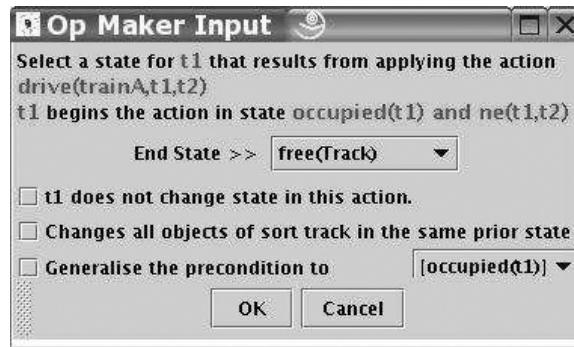 Op Maker Input
Select a state for t1 that results from applying the action
drive(trainA,t1,t2)
t1 begins the action in state occupied(t1) and ne(t1,t2)
End State >> free(Track)
t1 does not change state in this action.
Changes all objects of sort track in the same prior state
Generalise the precondition to [occupied(t1)]
OK Cancel